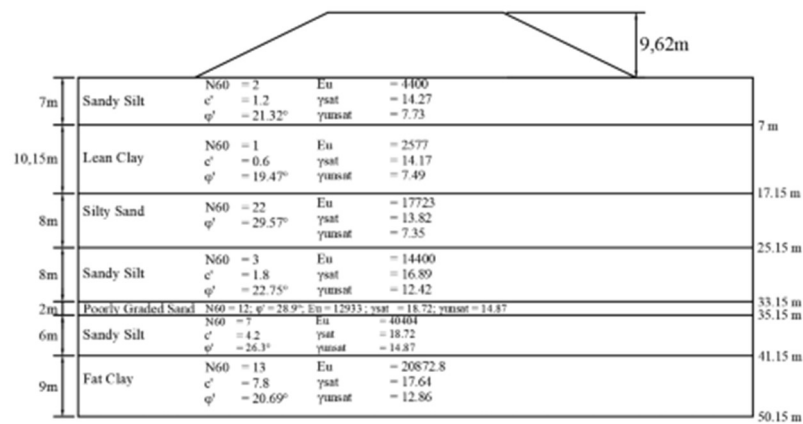 9,62m
7m
Sandy Silt
N60 = 2 Eu = 4400
c' = 1.2 γsat = 14.27
φ' = 21.32° γunsat = 7.73
7 m
10,15m
Lean Clay
N60 = 1 Eu = 2577
c' = 0.6 γsat = 14.17
φ' = 19.47° γunsat = 7.49
17.15 m
8m
Silty Sand
N60 = 22 Eu = 17723
φ' = 29.57° γsat = 13.82
γunsat = 7.35
25.15 m
8m
Sandy Silt
N60 = 3 Eu = 14400
c' = 1.8 γsat = 16.89
φ' = 22.75° γunsat = 12.42
33.15 m
2m
Poorly Graded Sand N60 = 12; φ' = 28.9°; Eu = 12933; γsat = 18.72; γunsat = 14.87
35.15 m
6m
Sandy Silt
N60 = 7 Eu = 40404
c' = 4.2 γsat = 18.72
φ' = 26.3° γunsat = 14.87
41.15 m
9m
Fat Clay
N60 = 13 Eu = 20872.8
c' = 7.8 γsat = 17.64
φ' = 20.69° γunsat = 12.86
50.15 m